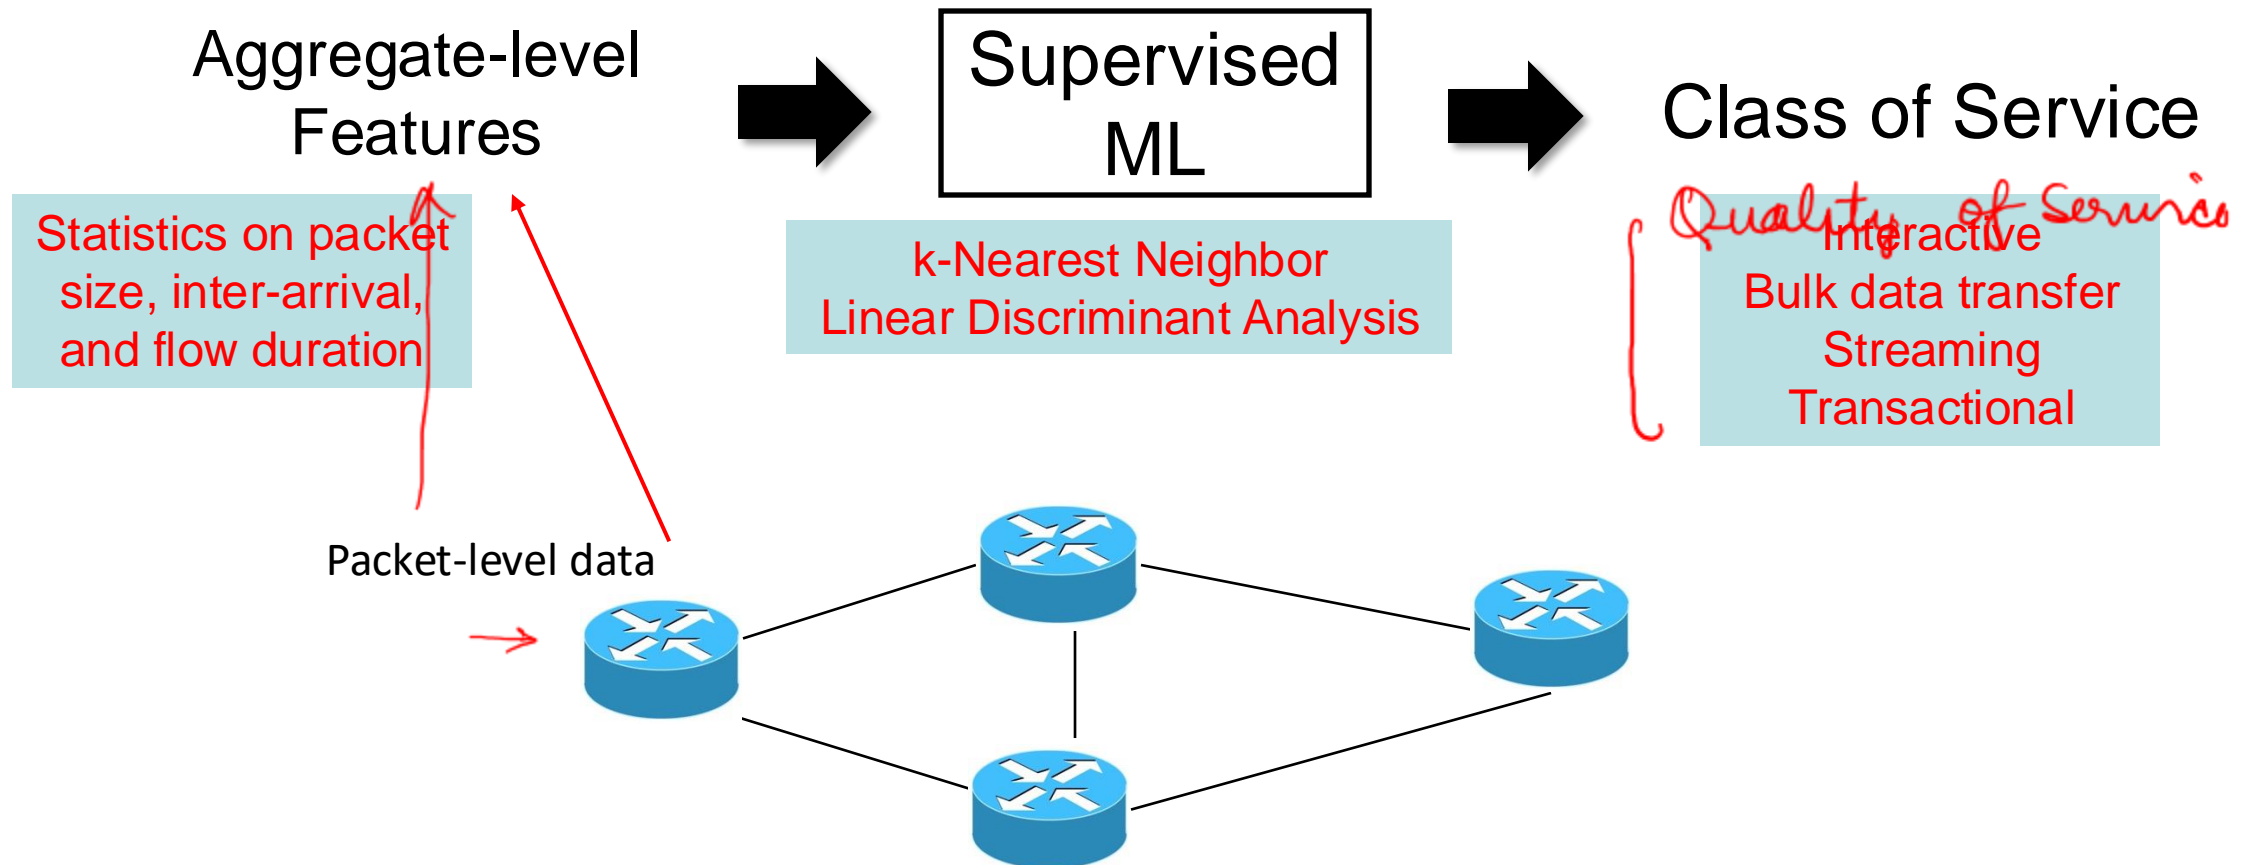 Aggregate-level
Features
Supervised
ML
Class of Service
Statistics on packet
size, inter-arrival,
and flow duration
k-Nearest Neighbor
Linear Discriminant Analysis
Quality of Service
Interactive
Bulk data transfer
Streaming
Transactional
Packet-level data